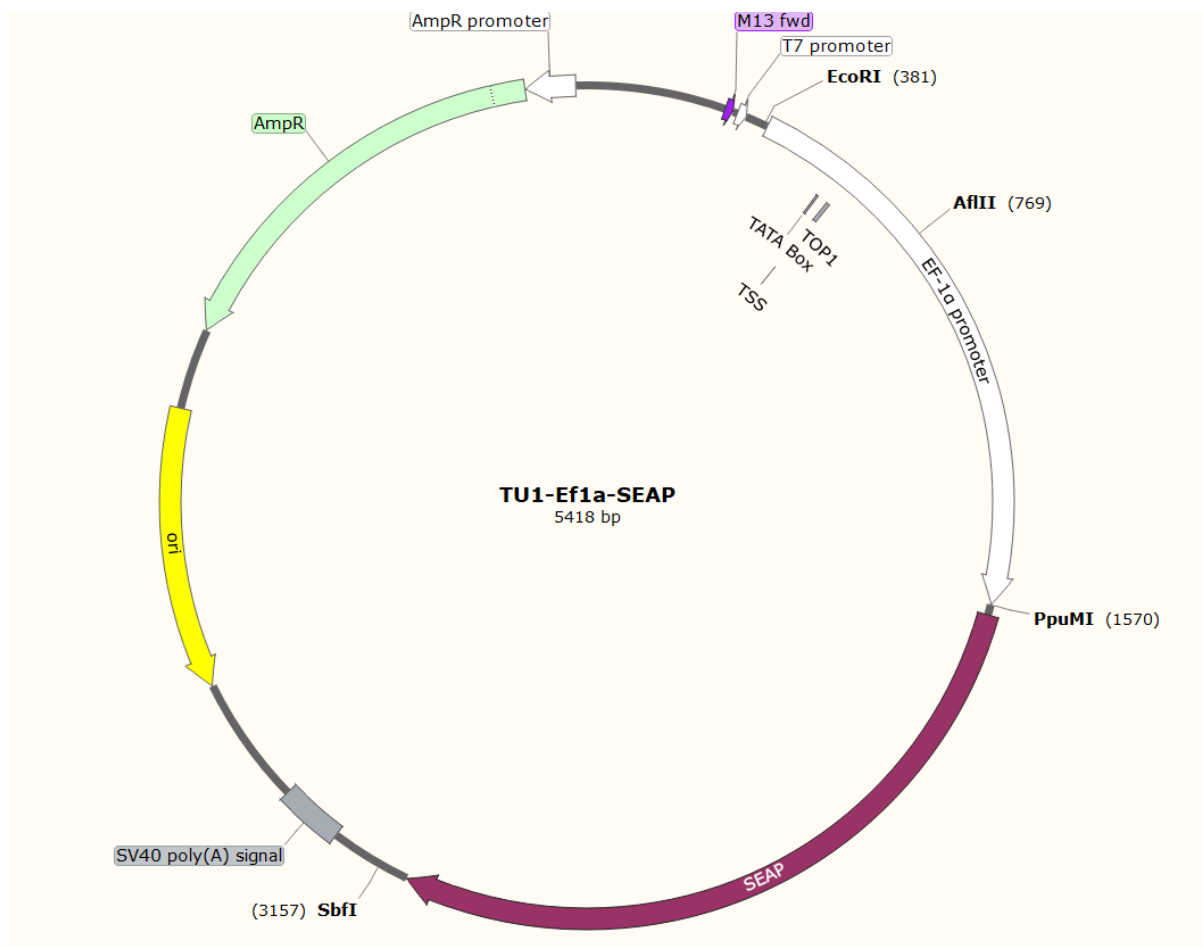 AmpR promoter
M13 fwd
T7 promoter
EcoRI (381)
AmpR
AflII (769)
TATA Box
TOP1
TSS
EF-1α promoter
TU1-Ef1a-SEAP
5418 bp
ori
PpuMI (1570)
SV40 poly(A) signal
SEAP
(3157) SbfI